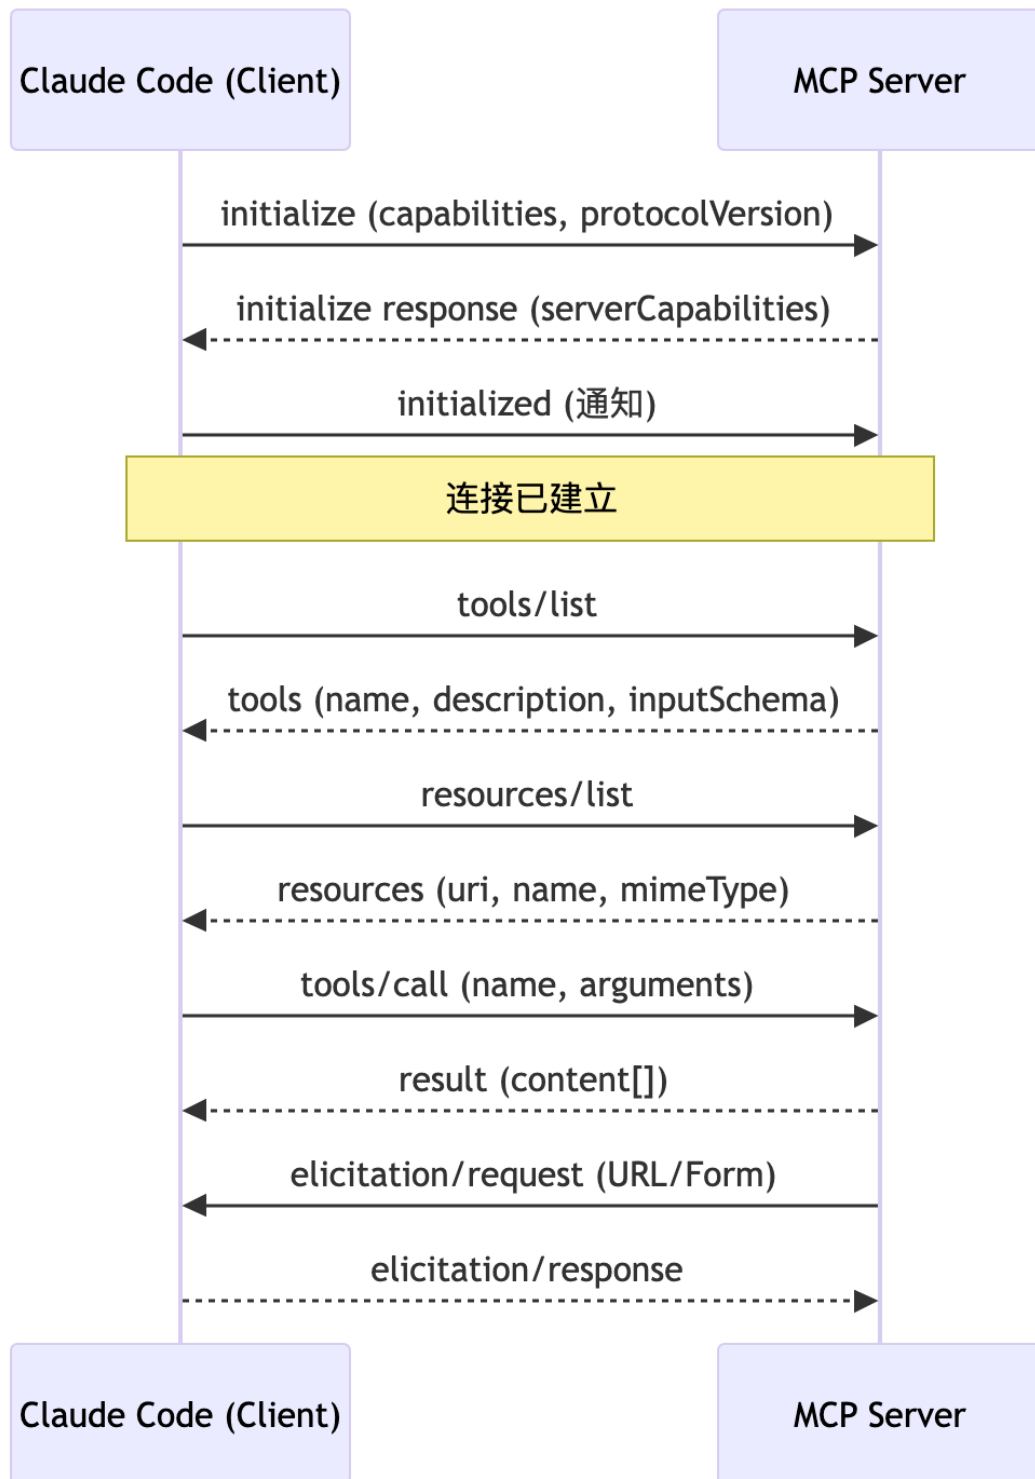 Claude Code (Client)
MCP Server
initialize (capabilities, protocolVersion)
initialize response (serverCapabilities)
initialized (通知)
连接已建立
tools/list
tools (name, description, inputSchema)
resources/list
resources (uri, name, mimeType)
tools/call (name, arguments)
result (content[])
elicitation/request (URL/Form)
elicitation/response
Claude Code (Client)
MCP Server